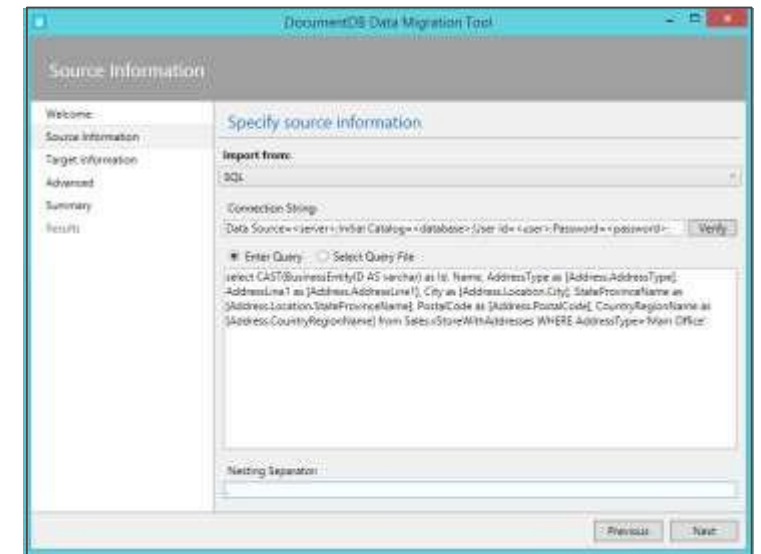 DocumentDB Data Migration Tool
Source Information
Welcome
Source Information
Target Information
Advanced
Summary
Results
Specify source information
Import from:
SQL
Connection String:
Data Source=<server>;Initial Catalog=<database>;User Id=<user>;Password=<password>;
Verify
Enter Query
Select Query File
select CAST(BusinessEntityID AS varchar) as Id, Name, AddressType as [Address.AddressType],
AddressLine1 as [Address.AddressLine1], City as [Address.Location.City], StateProvinceName as
[Address.Location.StateProvinceName], PostalCode as [Address.PostalCode], CountryRegionName as
[Address.CountryRegionName] from Sales.vStoreWithAddresses WHERE AddressType='Main Office'
Nesting Separator:
.
Previous
Next